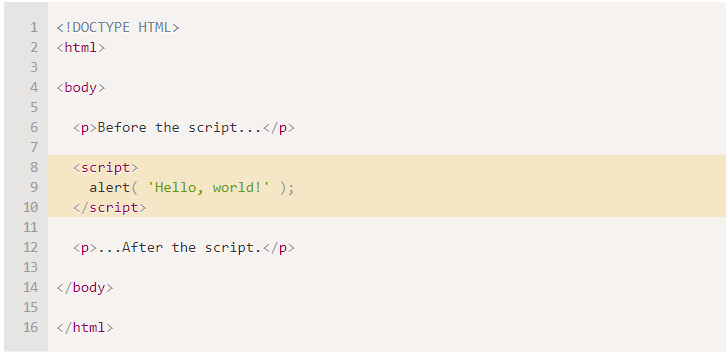 1 <!DOCTYPE HTML>
2 <html>
3
4 <body>
5
6 <p>Before the script...</p>
7
8 <script>
9 alert( 'Hello, world!' );
10 </script>
11
12 <p>...After the script.</p>
13
14 </body>
15
16 </html>